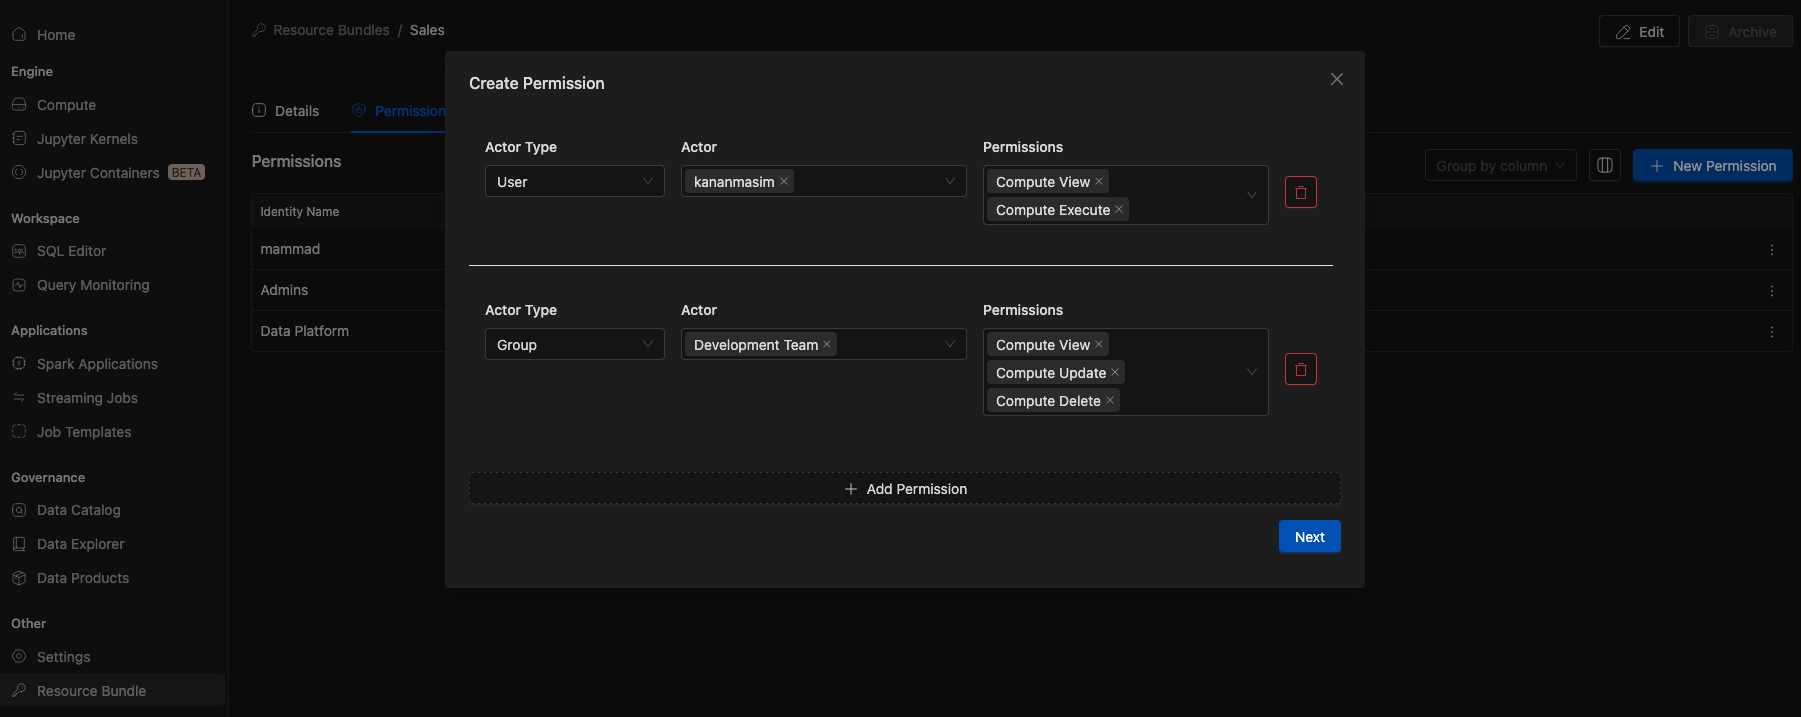 Home
Engine
Compute
Jupyter Kernels
Jupyter Containers BETA
Workspace
SQL Editor
Query Monitoring
Applications
Spark Applications
Streaming Jobs
Job Templates
Governance
Data Catalog
Data Explorer
Data Products
Other
Settings
Resource Bundle
Resource Bundles / Sales
Edit
Archive
Details
Permission
Permissions
Group by column
New Permission
Identity Name
mammad
Admins
Data Platform
Create Permission
Actor Type
Actor
Permissions
User
kananmasim
Compute View
Compute Execute
Actor Type
Actor
Permissions
Group
Development Team
Compute View
Compute Update
Compute Delete
Add Permission
Next